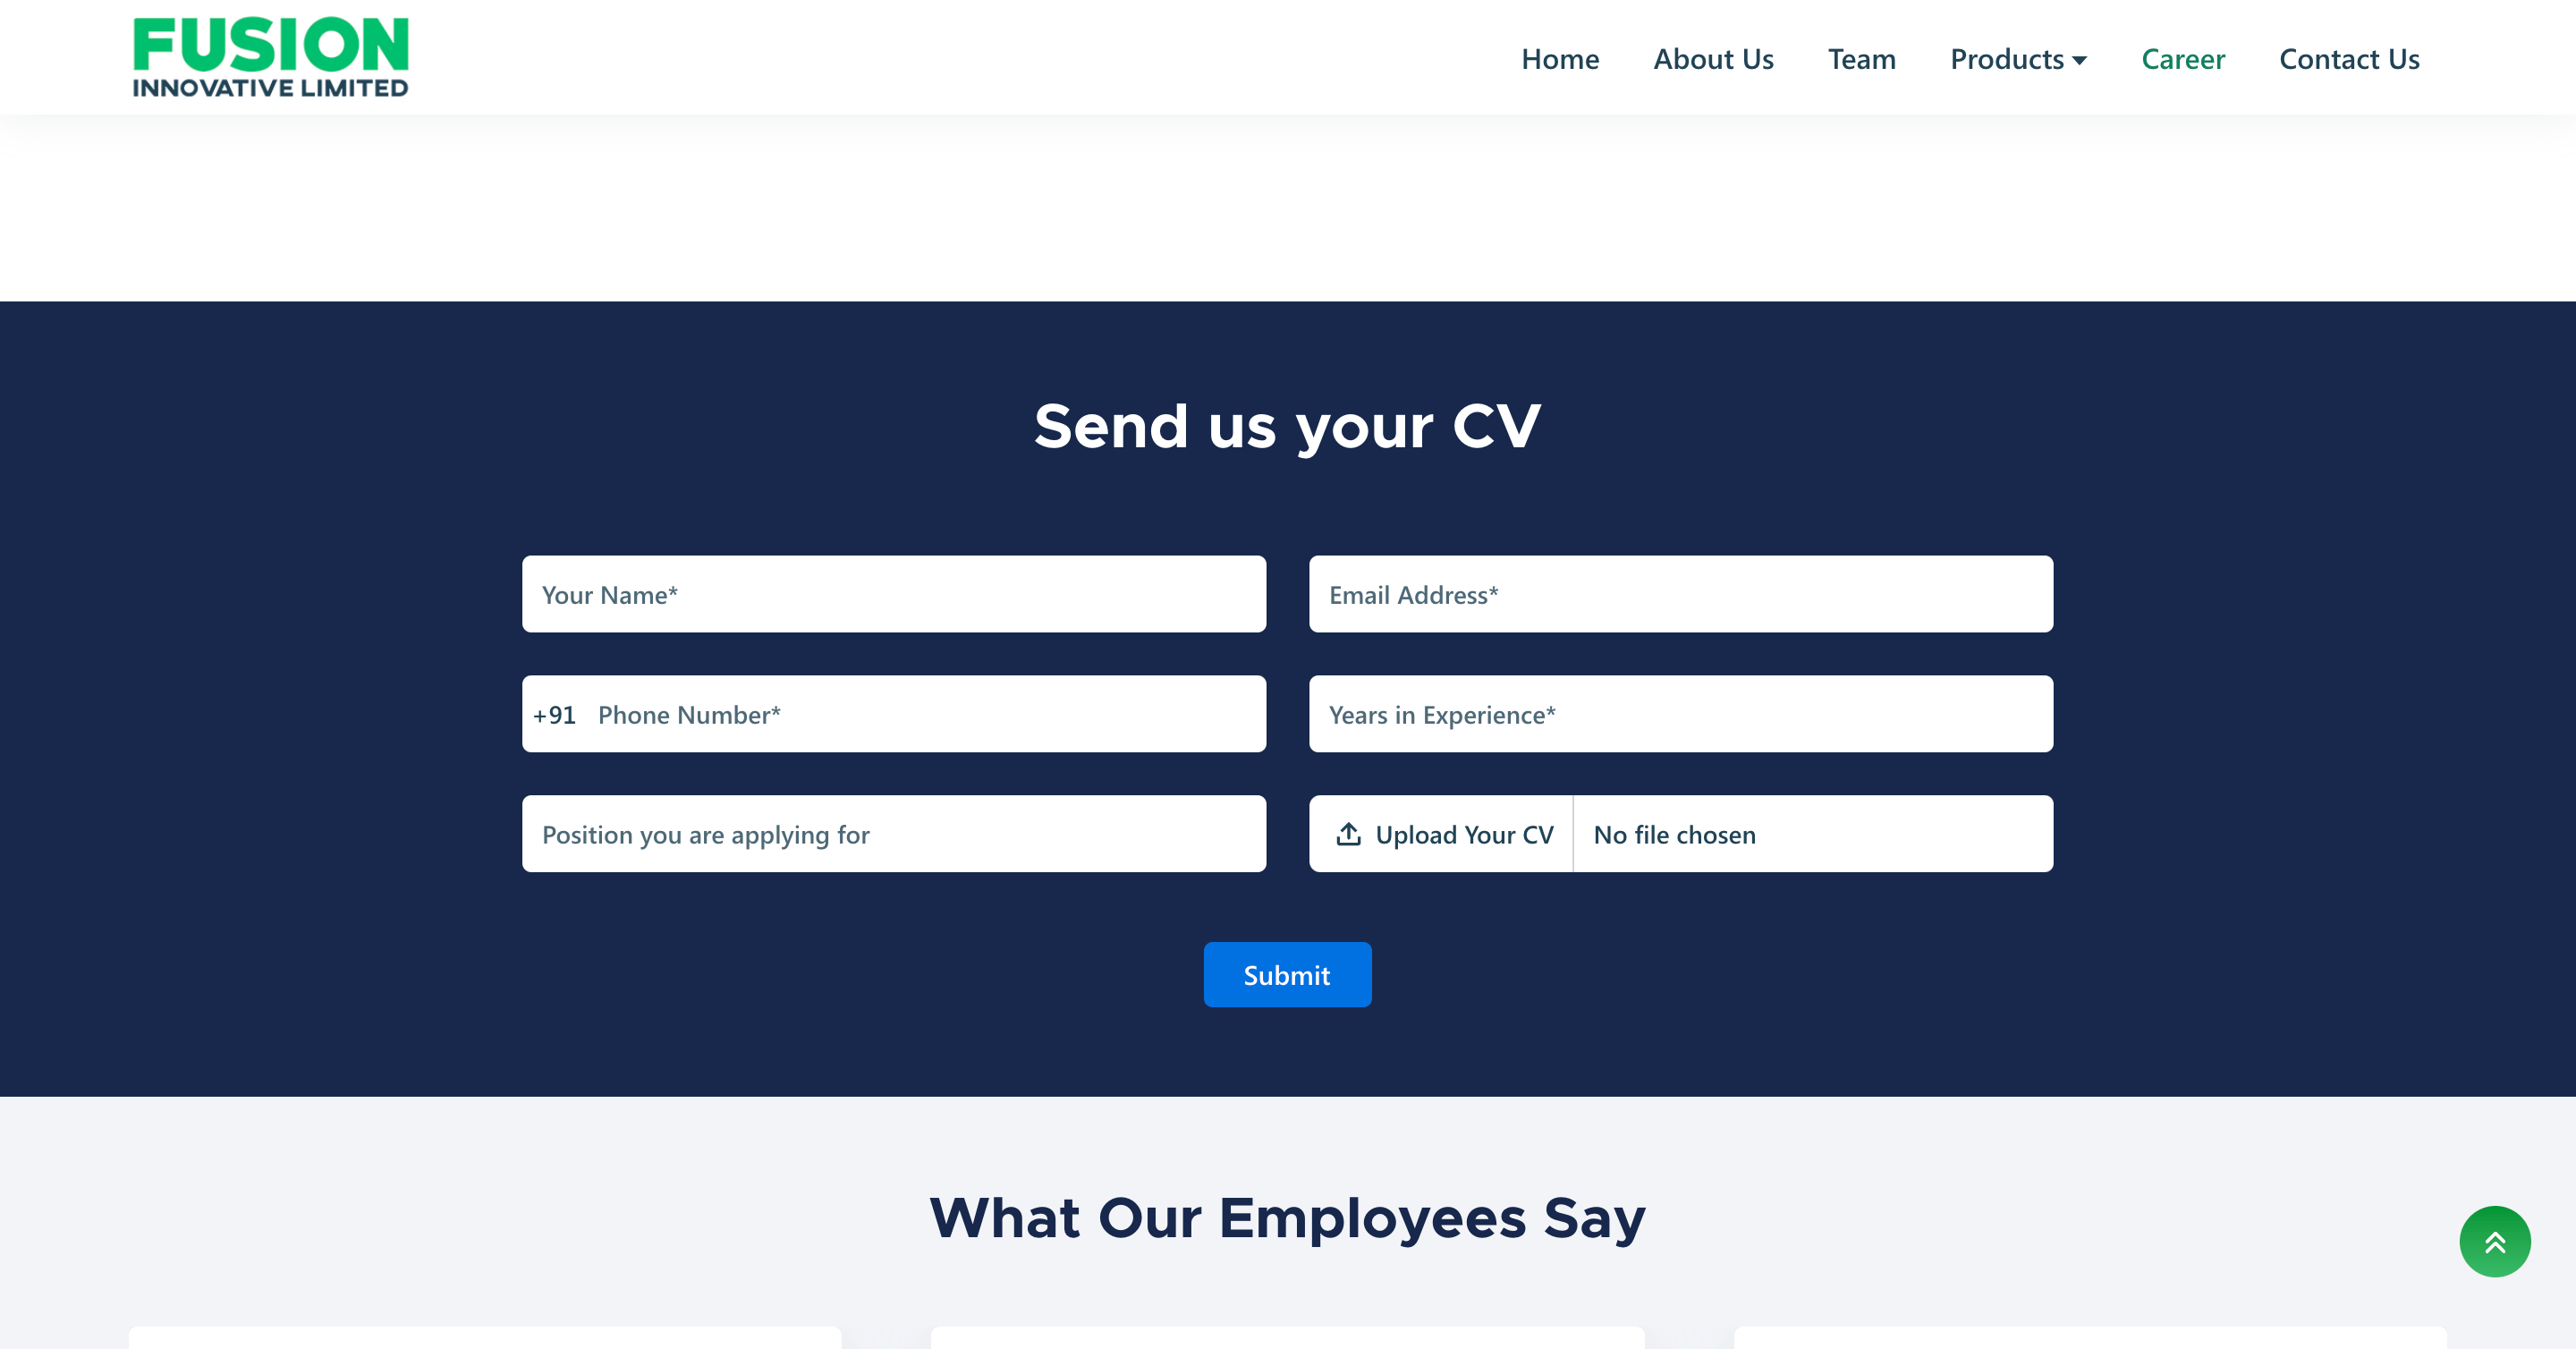 FUSION
INNOVATIVE LIMITED
Home About Us Team Products Career Contact Us
Send us your CV
Your Name* Email Address*
+91 Phone Number* Years in Experience*
Position you are applying for Upload Your CV No file chosen
Submit
What Our Employees Say